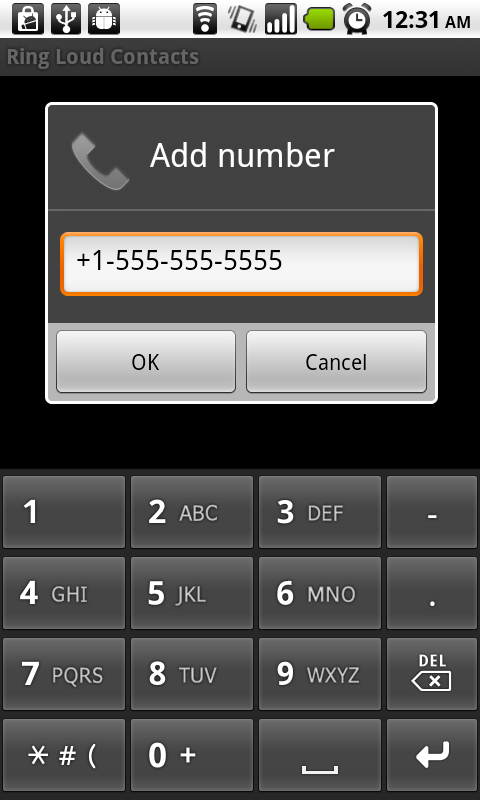 12:31 AM
Ring Loud Contacts
Add number
+1-555-555-5555
OK Cancel
1 2 ABC 3 DEF -
4 GHI 5 JKL 6 MNO .
7 PQRS 8 TUV 9 WXYZ DEL
* # ( 0 +